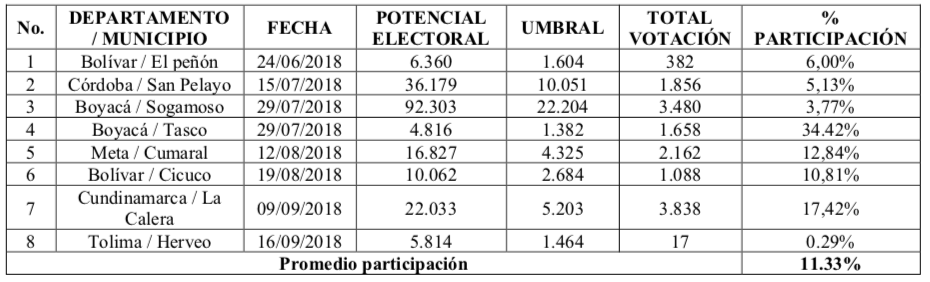 No. DEPARTAMENTO / MUNICIPIO FECHA POTENCIAL ELECTORAL UMBRAL TOTAL VOTACIÓN % PARTICIPACIÓN
1 Bolívar / El peñón 24/06/2018 6.360 1.604 382 6,00%
2 Córdoba / San Pelayo 15/07/2018 36.179 10.051 1.856 5,13%
3 Boyacá / Sogamoso 29/07/2018 92.303 22.204 3.480 3,77%
4 Boyacá / Tasco 29/07/2018 4.816 1.382 1.658 34.42%
5 Meta / Cumaral 12/08/2018 16.827 4.325 2.162 12,84%
6 Bolívar / Cicuco 19/08/2018 10.062 2.684 1.088 10,81%
7 Cundinamarca / La Calera 09/09/2018 22.033 5.203 3.838 17,42%
8 Tolima / Herveo 16/09/2018 5.814 1.464 17 0.29%
Promedio participación 11.33%